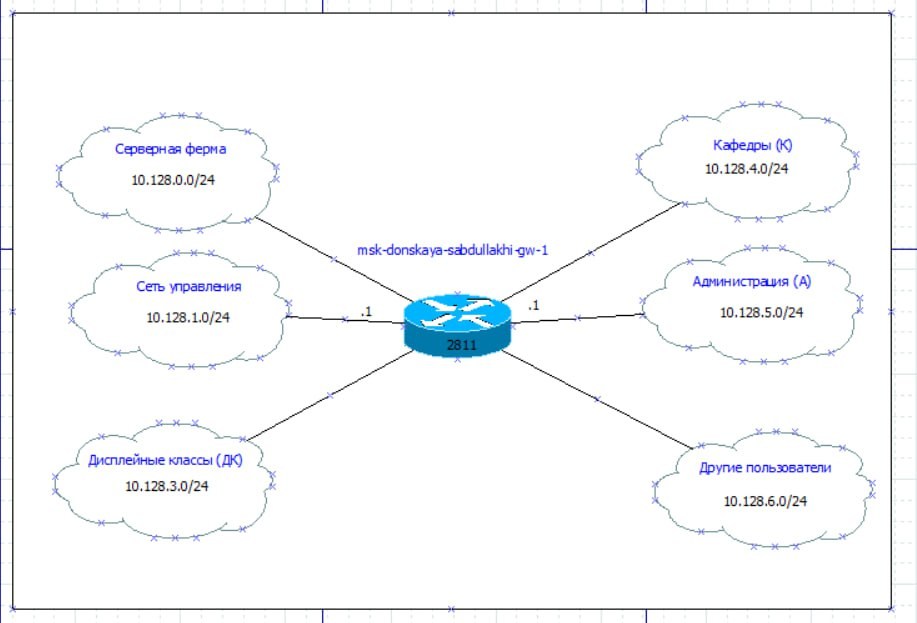 Серверная ферма
10.128.0.0/24
Кафедры (К)
10.128.4.0/24
msk-donskaya-sabdullakhi-gw-1
Сеть управления
10.128.1.0/24
.1
.1
2811
Администрация (А)
10.128.5.0/24
Дисплейные классы (ДК)
10.128.3.0/24
Другие пользователи
10.128.6.0/24